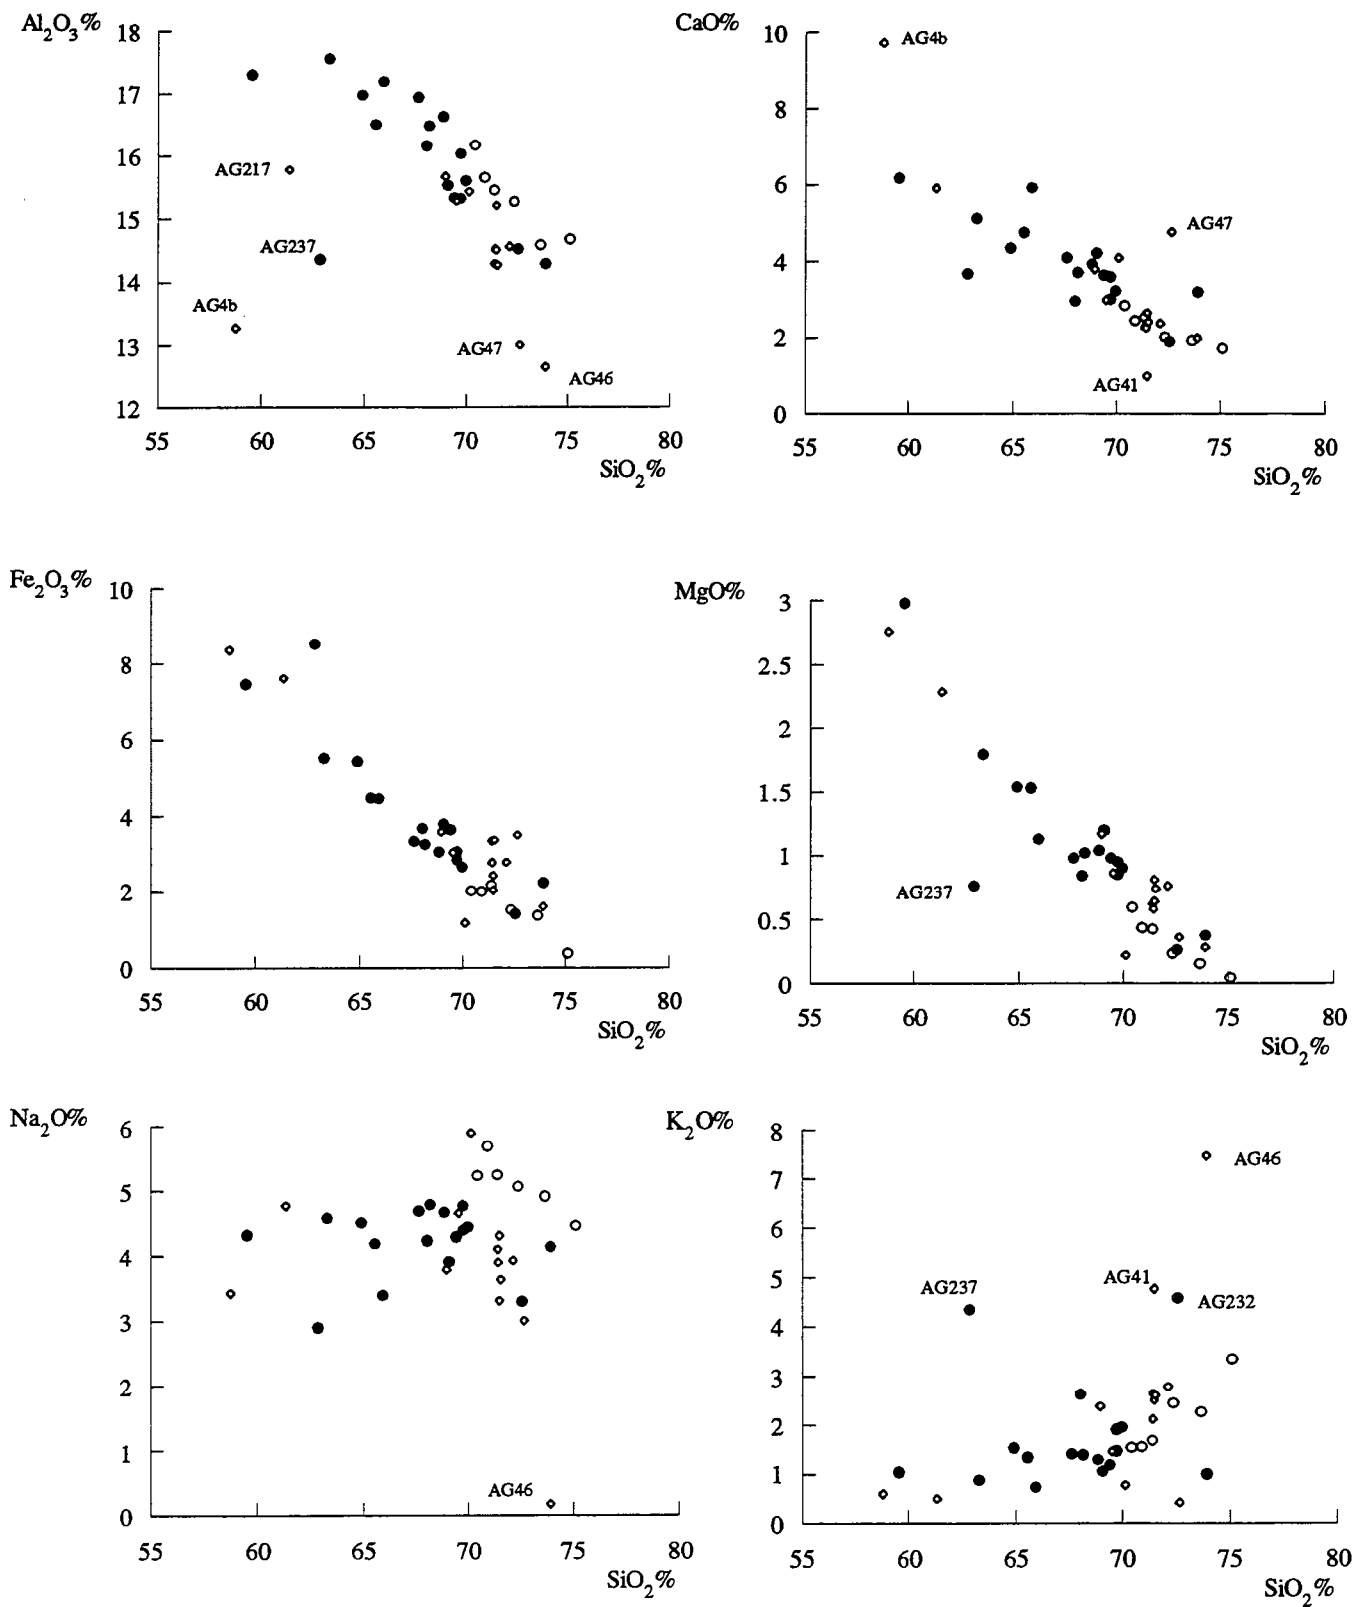 Al₂O₃%
18
17
16
15
14
13
12
AG217
AG237
AG4b
AG47
AG46
55 60 65 70 75 80
SiO₂%
CaO%
10
8
6
4
2
0
AG4b
AG47
AG41
55 60 65 70 75 80
SiO₂%
Fe₂O₃%
10
8
6
4
2
0
55 60 65 70 75 80
SiO₂%
MgO%
3
2.5
2
1.5
1
0.5
0
AG237
55 60 65 70 75 80
SiO₂%
Na₂O%
6
5
4
3
2
1
0
AG46
55 60 65 70 75 80
SiO₂%
K₂O%
8
7
6
5
4
3
2
1
0
AG46
AG237
AG41
AG232
55 60 65 70 75 80
SiO₂%